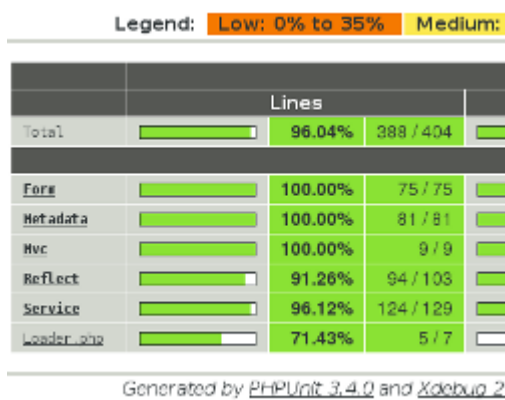 Legend: Low: 0% to 35% Medium:
Lines
Total 96.04% 388 / 404
Form 100.00% 75 / 75
Metadata 100.00% 81 / 81
Mvc 100.00% 9 / 9
Reflect 91.26% 94 / 103
Service 96.12% 124 / 129
Loader.php 71.43% 5 / 7
Generated by PHPUnit 3.4.0 and Xdebug 2